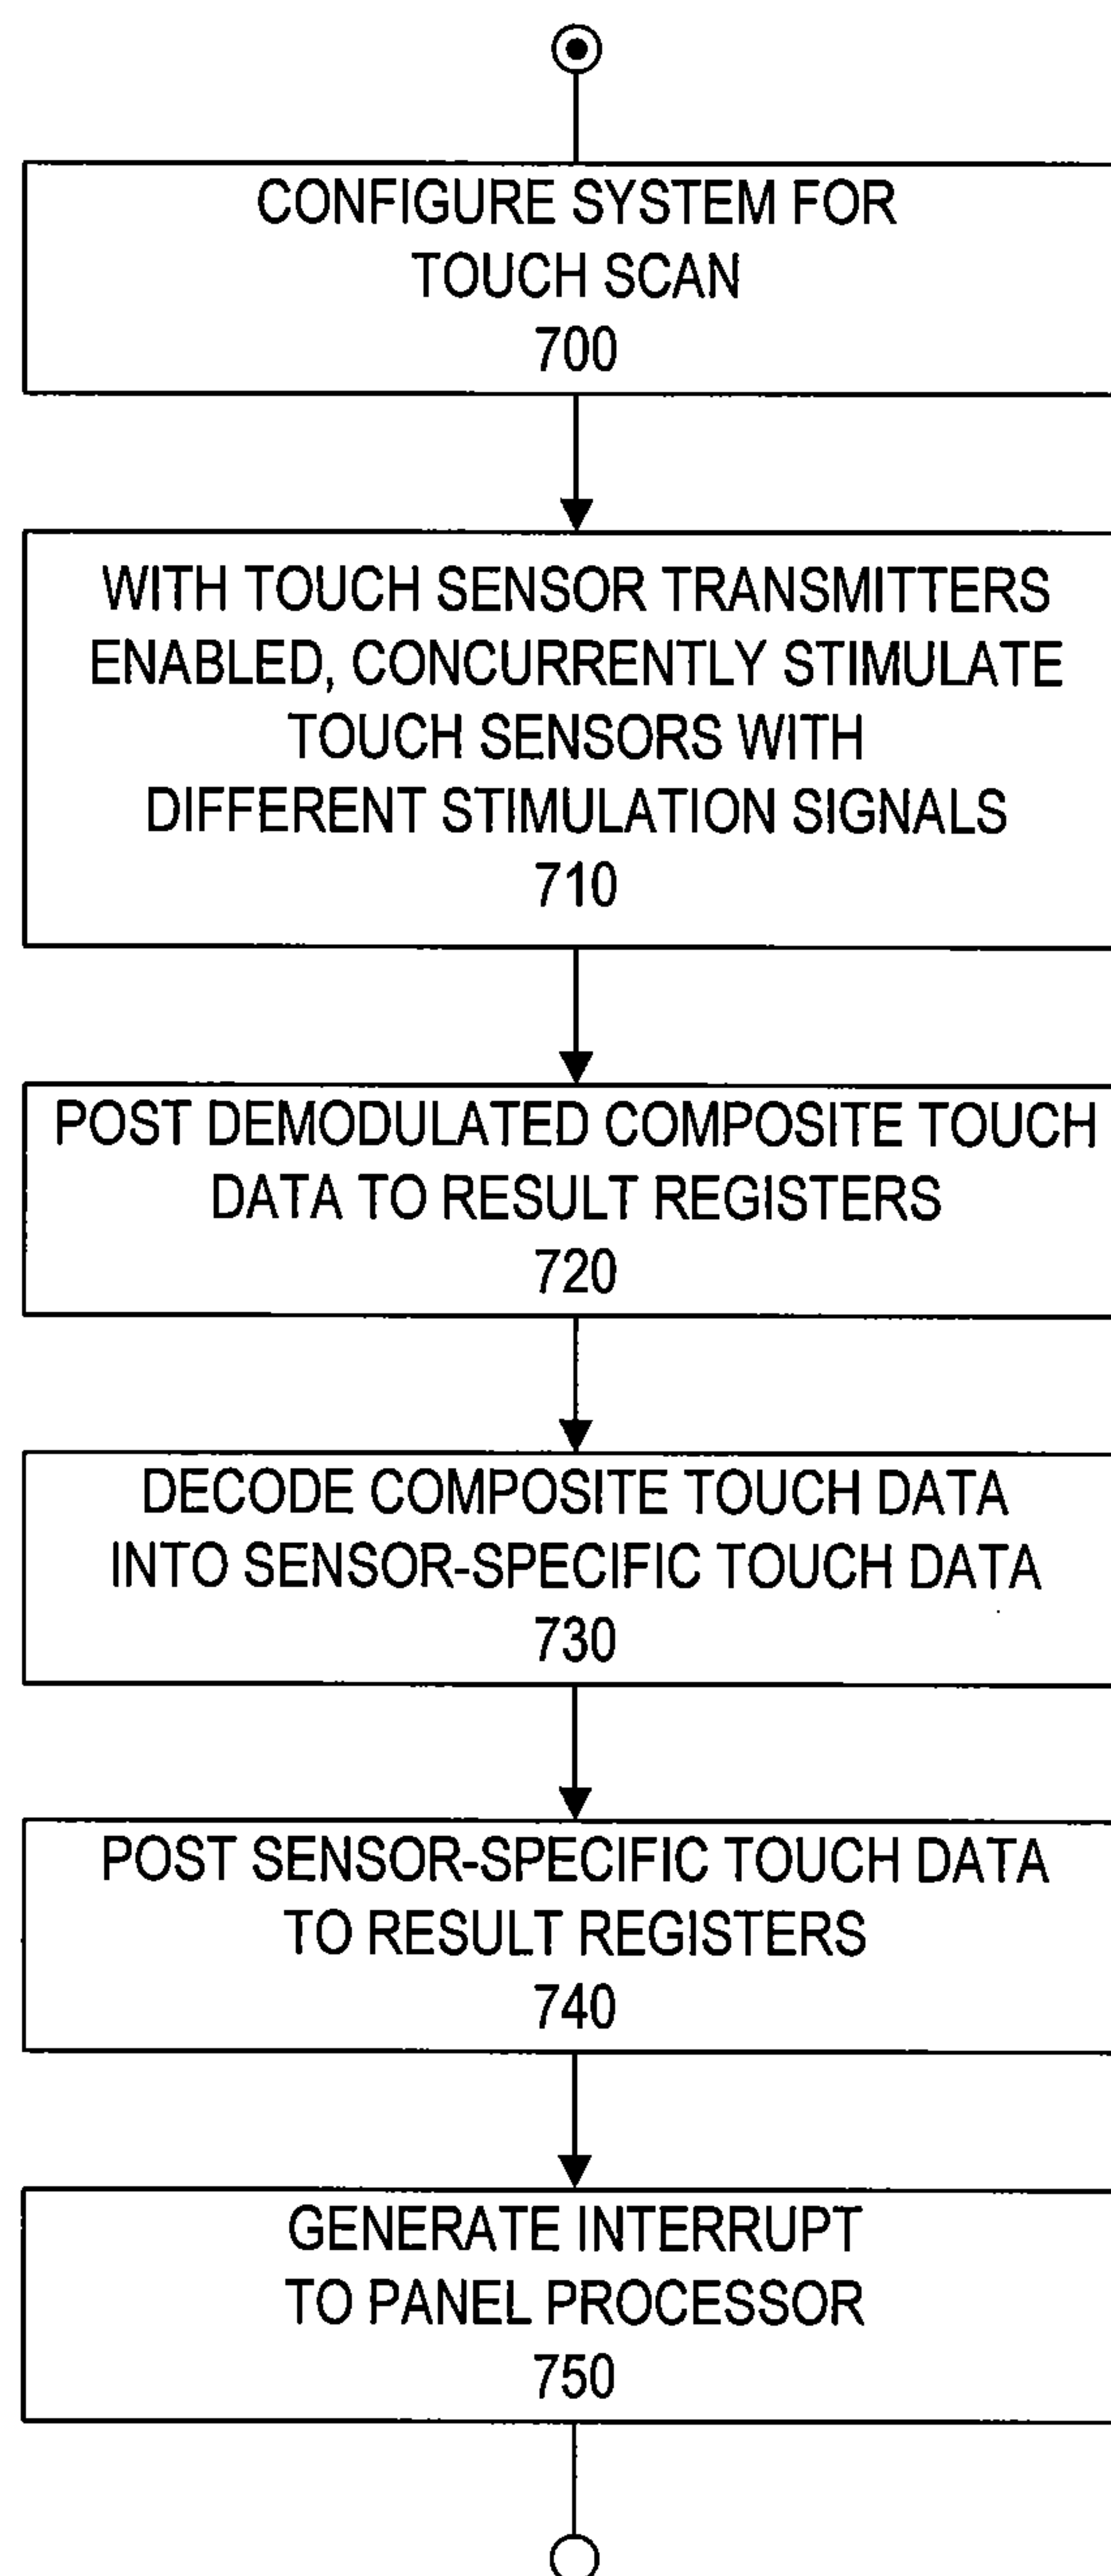 CONFIGURE SYSTEM FOR
TOUCH SCAN
700
WITH TOUCH SENSOR TRANSMITTERS
ENABLED, CONCURRENTLY STIMULATE
TOUCH SENSORS WITH
DIFFERENT STIMULATION SIGNALS
710
POST DEMODULATED COMPOSITE TOUCH
DATA TO RESULT REGISTERS
720
DECODE COMPOSITE TOUCH DATA
INTO SENSOR-SPECIFIC TOUCH DATA
730
POST SENSOR-SPECIFIC TOUCH DATA
TO RESULT REGISTERS
740
GENERATE INTERRUPT
TO PANEL PROCESSOR
750